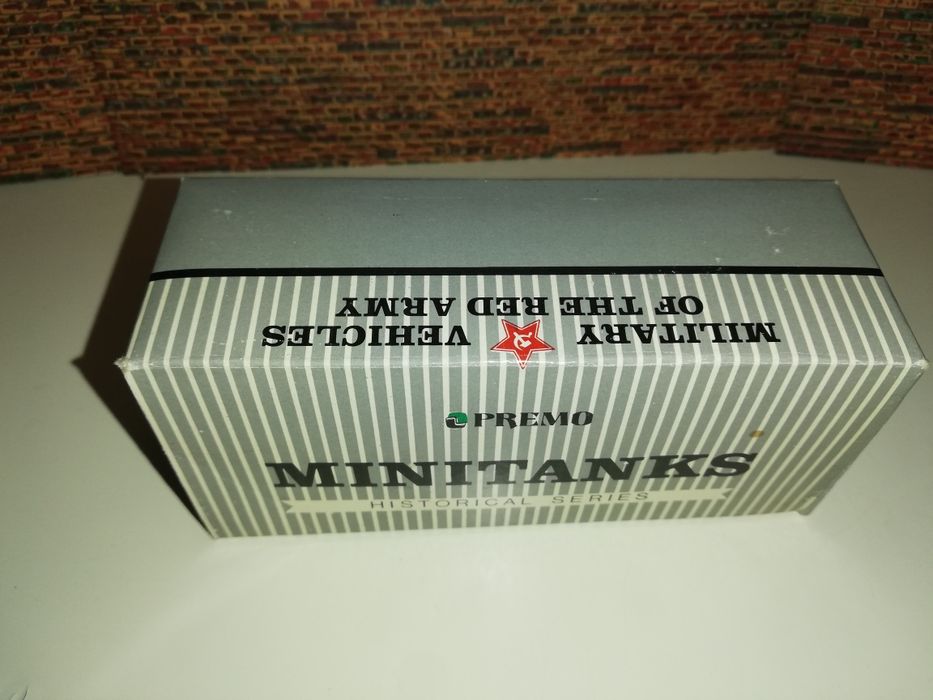 MILITARY VEHICLES
OF THE RED ARMY
PREMO
MINITANKS
HISTORICAL SERIES